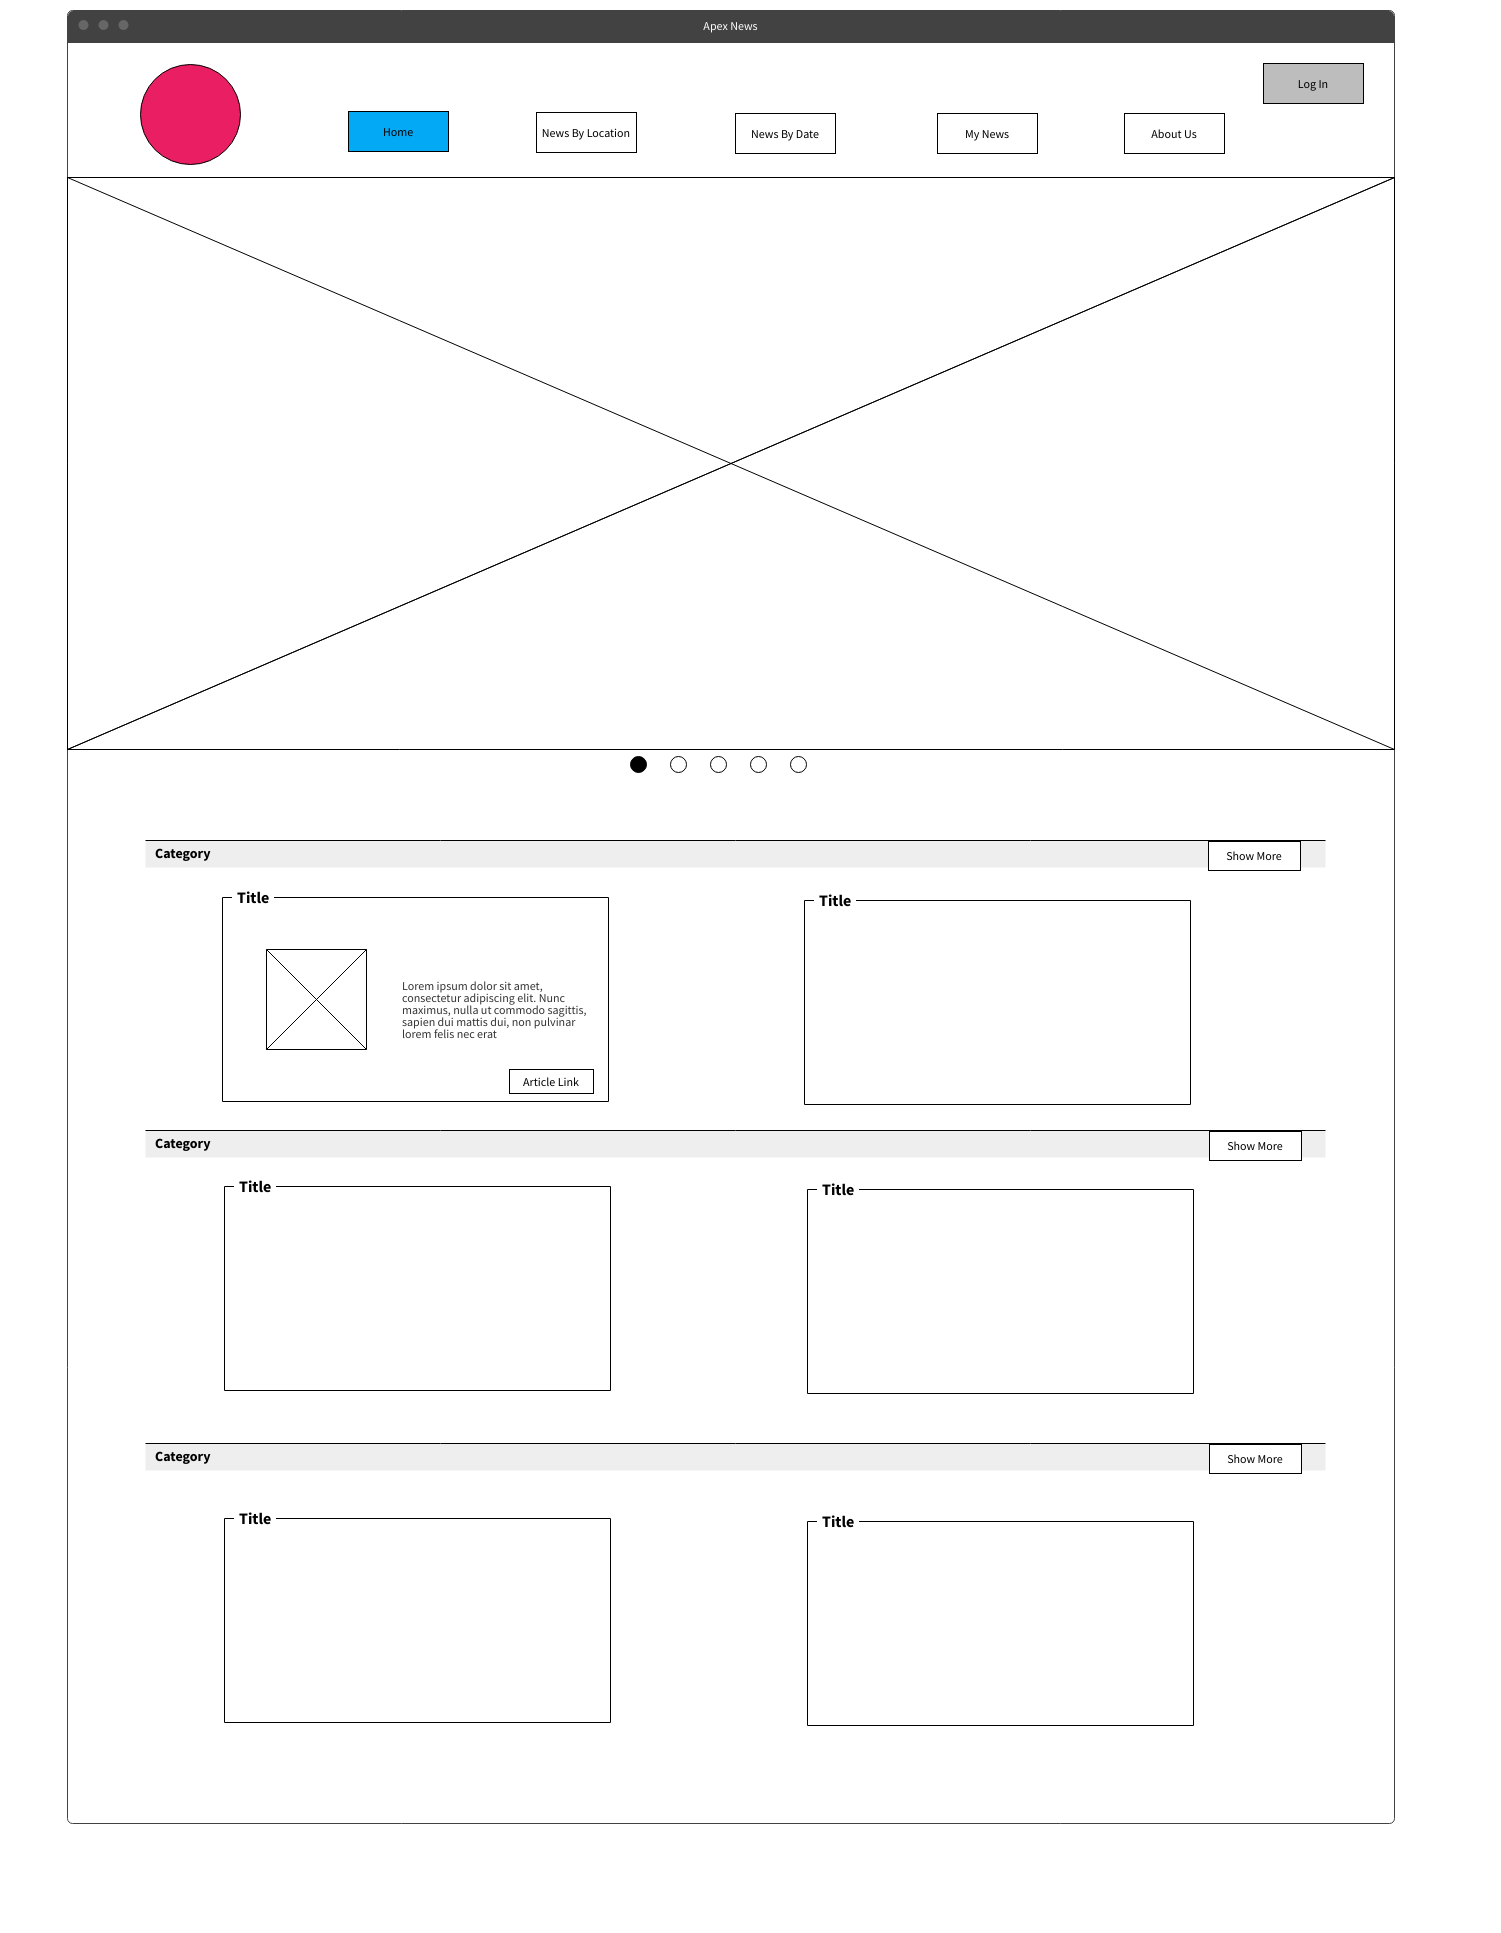 Apex News
Log In
Home
News By Location
News By Date
My News
About Us
Category
Show More
Title
Title
Lorem ipsum dolor sit amet,
consectetur adipiscing elit. Nunc
maximus, nulla ut commodo sagittis,
sapien dui mattis dui, non pulvinar
lorem felis nec erat
Article Link
Category
Show More
Title
Title
Category
Show More
Title
Title